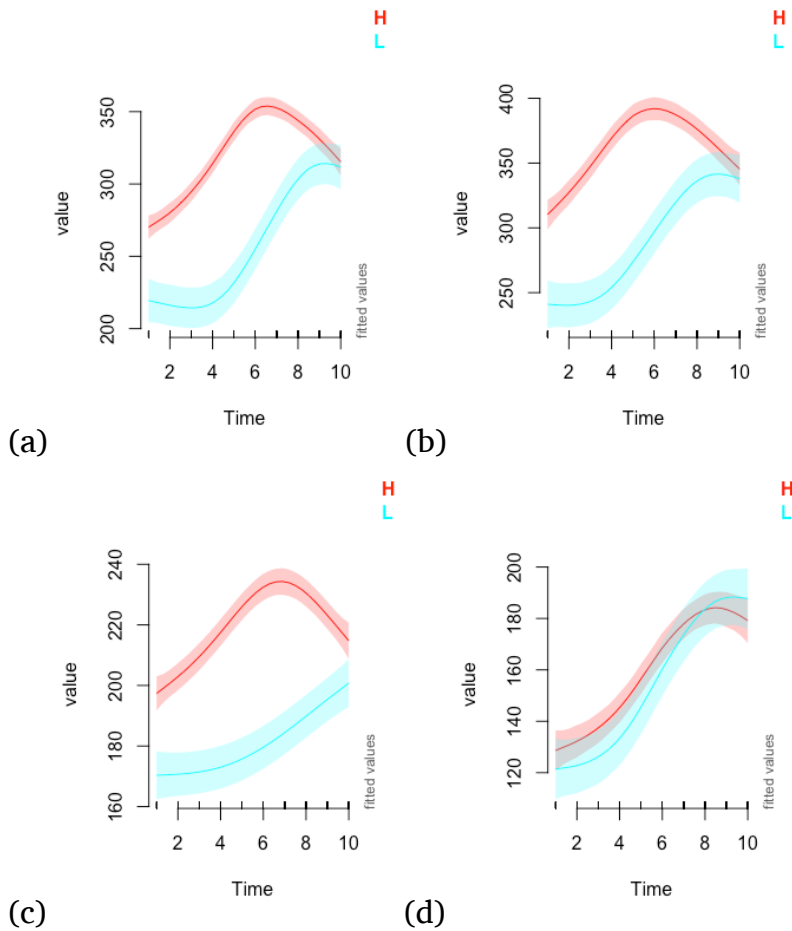 H
L
350
300
250
200
value
fitted values
2 4 6 8 10
Time
(a)
H
L
400
350
300
250
value
fitted values
2 4 6 8 10
Time
(b)
H
L
240
220
200
180
160
value
fitted values
2 4 6 8 10
Time
(c)
H
L
200
180
160
140
120
value
fitted values
2 4 6 8 10
Time
(d)